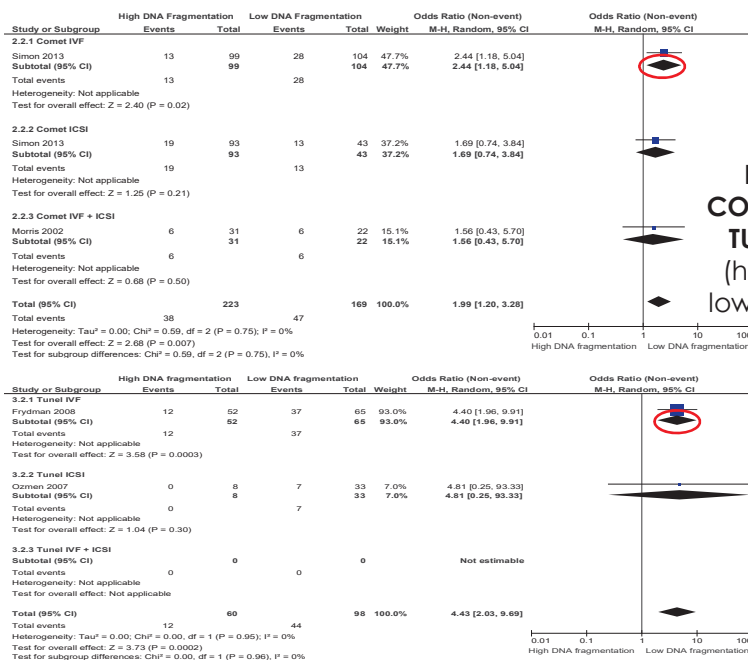 High DNA Fragmentation Low DNA Fragmentation Odds Ratio (Non-event) Odds Ratio (Non-event)
Study or Subgroup Events Total Events Total Weight M-H, Random, 95% CI M-H, Random, 95% CI
2.2.1 Comet IVF
Simon 2013 13 99 28 104 47.7% 2.44 [1.18, 5.04]
Subtotal (95% CI) 99 104 47.7% 2.44 [1.18, 5.04]
Total events 13 28
Heterogeneity: Not applicable
Test for overall effect: Z = 2.40 (P = 0.02)
2.2.2 Comet ICSI
Simon 2013 19 93 13 43 37.2% 1.69 [0.74, 3.84]
Subtotal (95% CI) 93 43 37.2% 1.69 [0.74, 3.84]
Total events 19 13
Heterogeneity: Not applicable
Test for overall effect: Z = 1.25 (P = 0.21)
2.2.3 Comet IVF + ICSI
CO
Morris 2002 6 31 6 22 15.1% 1.56 [0.43, 5.70]
Subtotal (95% CI) 31 22 15.1% 1.56 [0.43, 5.70]
TU
Total events 6 6
Heterogeneity: Not applicable
(h
Test for overall effect: Z = 0.68 (P = 0.50)
low
Total (95% CI) 223 169 100.0% 1.99 [1.20, 3.28]
Total events 38 47
Heterogeneity: Tau² = 0.00; Chi² = 0.59, df = 2 (P = 0.75); I² = 0%
0.01 0.1 1 10 100
Test for overall effect: Z = 2.68 (P = 0.007)
High DNA fragmentation Low DNA fragmentation
Test for subgroup differences: Chi² = 0.59, df = 2 (P = 0.75), I² = 0%
High DNA fragmentation Low DNA fragmentation Odds Ratio (Non-event) Odds Ratio (Non-event)
Study or Subgroup Events Total Events Total Weight M-H, Random, 95% CI M-H, Random, 95% CI
3.2.1 Tunel IVF
Frydman 2008 12 52 37 65 93.0% 4.40 [1.96, 9.91]
Subtotal (95% CI) 52 65 93.0% 4.40 [1.96, 9.91]
Total events 12 37
Heterogeneity: Not applicable
Test for overall effect: Z = 3.58 (P = 0.0003)
3.2.2 Tunel ICSI
Ozmen 2007 0 8 7 33 7.0% 4.81 [0.25, 93.33]
Subtotal (95% CI) 8 33 7.0% 4.81 [0.25, 93.33]
Total events 0 7
Heterogeneity: Not applicable
Test for overall effect: Z = 1.04 (P = 0.30)
3.2.3 Tunel IVF + ICSI
Subtotal (95% CI) 0 0 Not estimable
Total events 0 0
Heterogeneity: Not applicable
Test for overall effect: Not applicable
Total (95% CI) 60 98 100.0% 4.43 [2.03, 9.69]
Total events 12 44
Heterogeneity: Tau² = 0.00; Chi² = 0.00, df = 1 (P = 0.95); I² = 0%
0.01 0.1 1 10 100
Test for overall effect: Z = 3.73 (P = 0.0002)
High DNA fragmentation Low DNA fragmentation
Test for subgroup differences: Chi² = 0.00, df = 1 (P = 0.96), I² = 0%